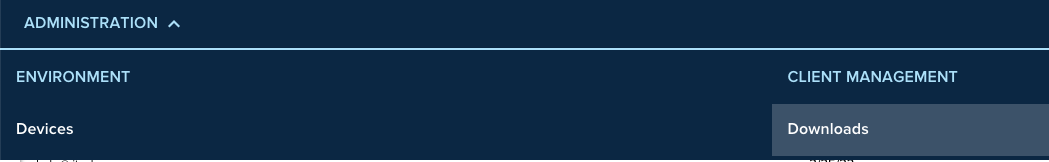 ADMINISTRATION
ENVIRONMENT
CLIENT MANAGEMENT
Devices
Downloads